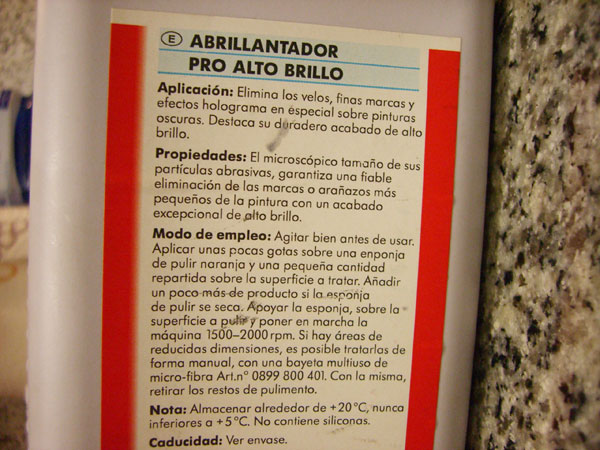 E ABRILLANTADOR
PRO ALTO BRILLO
Aplicación: Elimina los velos, finas marcas y
efectos holograma en especial sobre pinturas
oscuras. Destaca su duradero acabado de alto
brillo.
Propiedades: El microscópico tamaño de sus
partículas abrasivas, garantiza una fiable
eliminación de las marcas o arañazos más
pequeños de la pintura con un acabado
excepcional de alto brillo.
Modo de empleo: Agitar bien antes de usar.
Aplicar unas pocas gotas sobre una enponja
de pulir naranja y una pequeña cantidad
repartida sobre la superficie a tratar. Añadir
un poco más de producto si la esponja
de pulir se seca. Apoyar la esponja, sobre la
superficie a pulir y poner en marcha la
máquina 1500–2000 rpm. Si hay áreas de
reducidas dimensiones, es posible tratarlas de
forma manual, con una bayeta multiuso de
micro-fibra Art.nº 0899 800 401. Con la misma,
retirar los restos de pulimento.
Nota: Almacenar alrededor de +20°C, nunca
inferiores a +5°C. No contiene siliconas.
Caducidad: Ver envase.